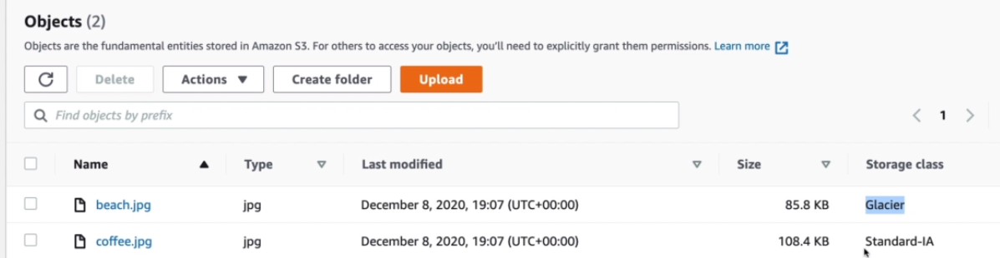 Objects (2)
Objects are the fundamental entities stored in Amazon S3. For others to access your objects, you'll need to explicitly grant them permissions. Learn more
Delete Actions Create folder Upload
Find objects by prefix 1
Name Type Last modified Size Storage class
beach.jpg jpg December 8, 2020, 19:07 (UTC+00:00) 85.8 KB Glacier
coffee.jpg jpg December 8, 2020, 19:07 (UTC+00:00) 108.4 KB Standard-IA